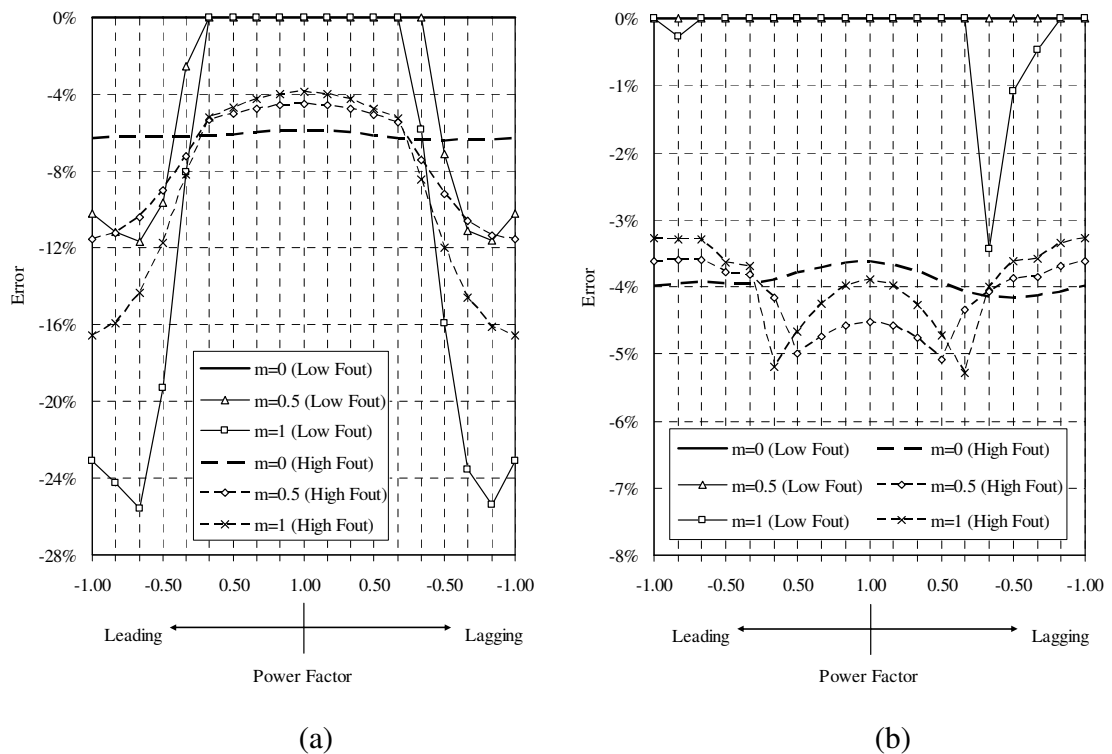 0%
-4%
-8%
-12%
-16%
-20%
-24%
-28%
Error
m=0 (Low Fout)
m=0.5 (Low Fout)
m=1 (Low Fout)
m=0 (High Fout)
m=0.5 (High Fout)
m=1 (High Fout)
-1.00 -0.50 0.50 1.00 0.50 -0.50 -1.00
Leading Lagging
Power Factor
(a)
0%
-1%
-2%
-3%
-4%
-5%
-6%
-7%
-8%
Error
m=0 (Low Fout) m=0 (High Fout)
m=0.5 (Low Fout) m=0.5 (High Fout)
m=1 (Low Fout) m=1 (High Fout)
-1.00 -0.50 0.50 1.00 0.50 -0.50 -1.00
Leading Lagging
Power Factor
(b)